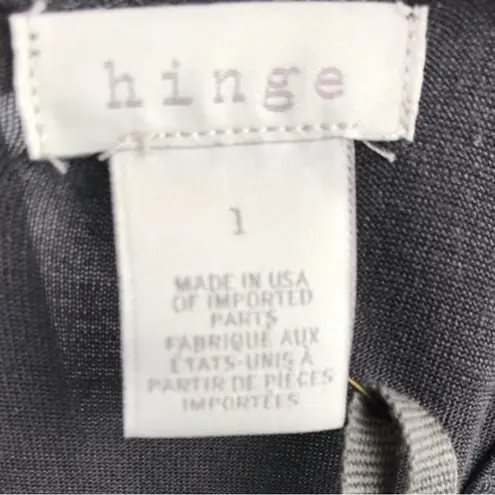 hinge
1
MADE IN USA
OF IMPORTED
PARTS
FABRIQUÉ AUX
ÉTATS-UNIS À
PARTIR DE PIÈCES
IMPORTÉES